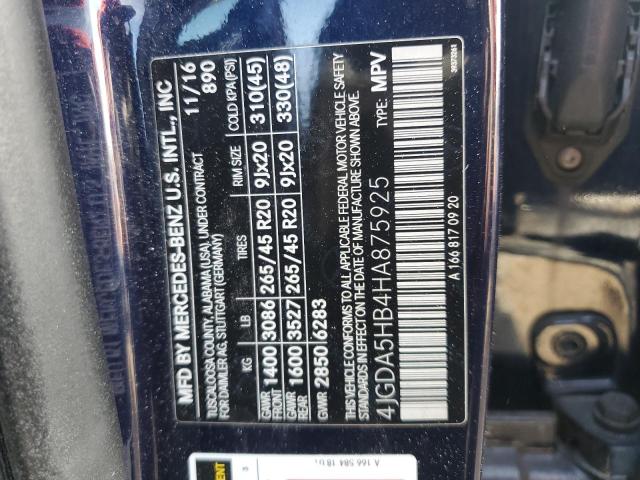 MFD BY MERCEDES-BENZ U.S. INTL., INC 11/16
TUSCALOOSA COUNTY, ALABAMA (USA), UNDER CONTRACT 890
FOR DAIMLER AG, STUTTGART (GERMANY)
KG LB TIRES RIM SIZE COLD KPA(PSI)
GAWR FRONT 1400 3086 265/45 R20 9Jx20 310(45)
GAWR REAR 1600 3527 265/45 R20 9Jx20 330(48)
GVWR 2850 6283
THIS VEHICLE CONFORMS TO ALL APPLICABLE FEDERAL MOTOR VEHICLE SAFETY
STANDARDS IN EFFECT ON THE DATE OF MANUFACTURE SHOWN ABOVE.
TYPE: MPV
4JGDA5HB4HA875925
A 166 817 09 20
A 166 584 18 01